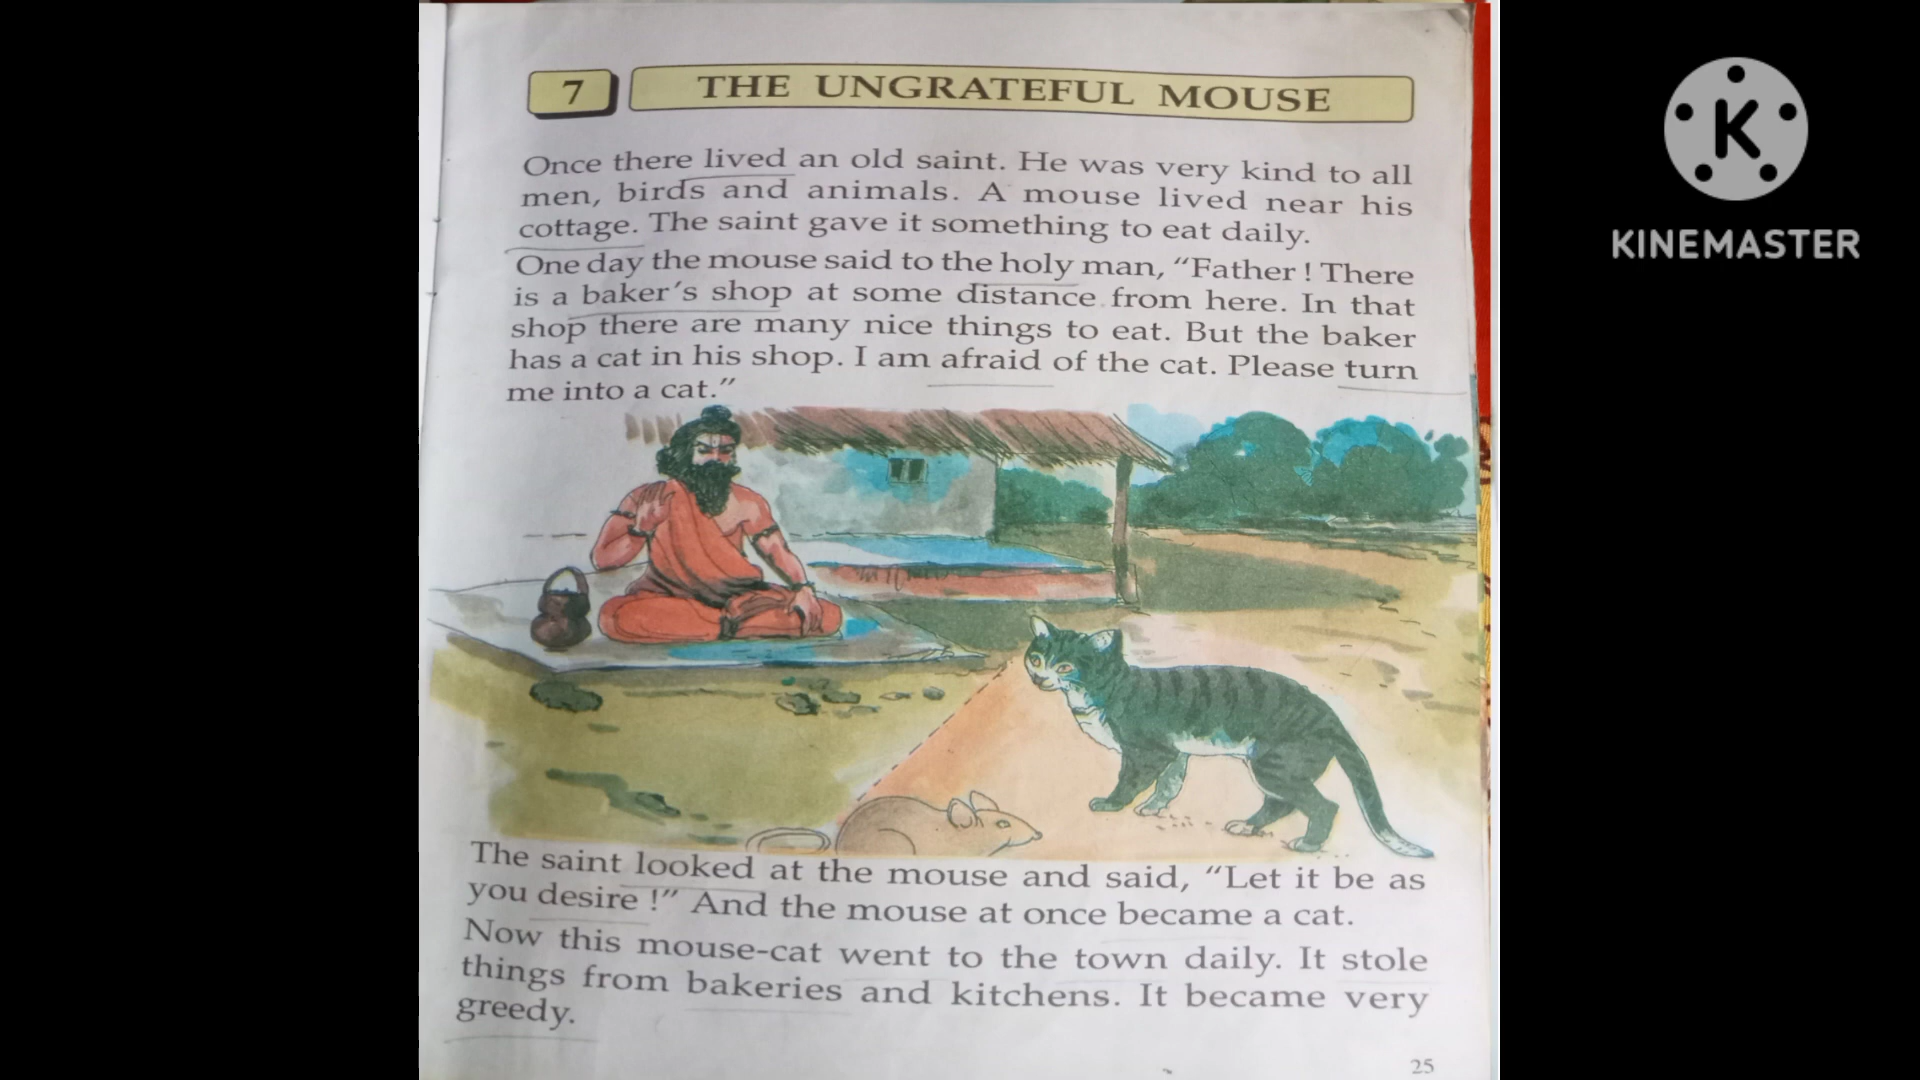 7 THE UNGRATEFUL MOUSE
Once there lived an old saint. He was very kind to all
men, birds and animals. A mouse lived near his
cottage. The saint gave it something to eat daily.
One day the mouse said to the holy man, “Father ! There
is a baker’s shop at some distance from here. In that
shop there are many nice things to eat. But the baker
has a cat in his shop. I am afraid of the cat. Please turn
me into a cat.”
The saint looked at the mouse and said, “Let it be as
you desire !” And the mouse at once became a cat.
Now this mouse-cat went to the town daily. It stole
things from bakeries and kitchens. It became very
greedy.
25
K
KINEMASTER